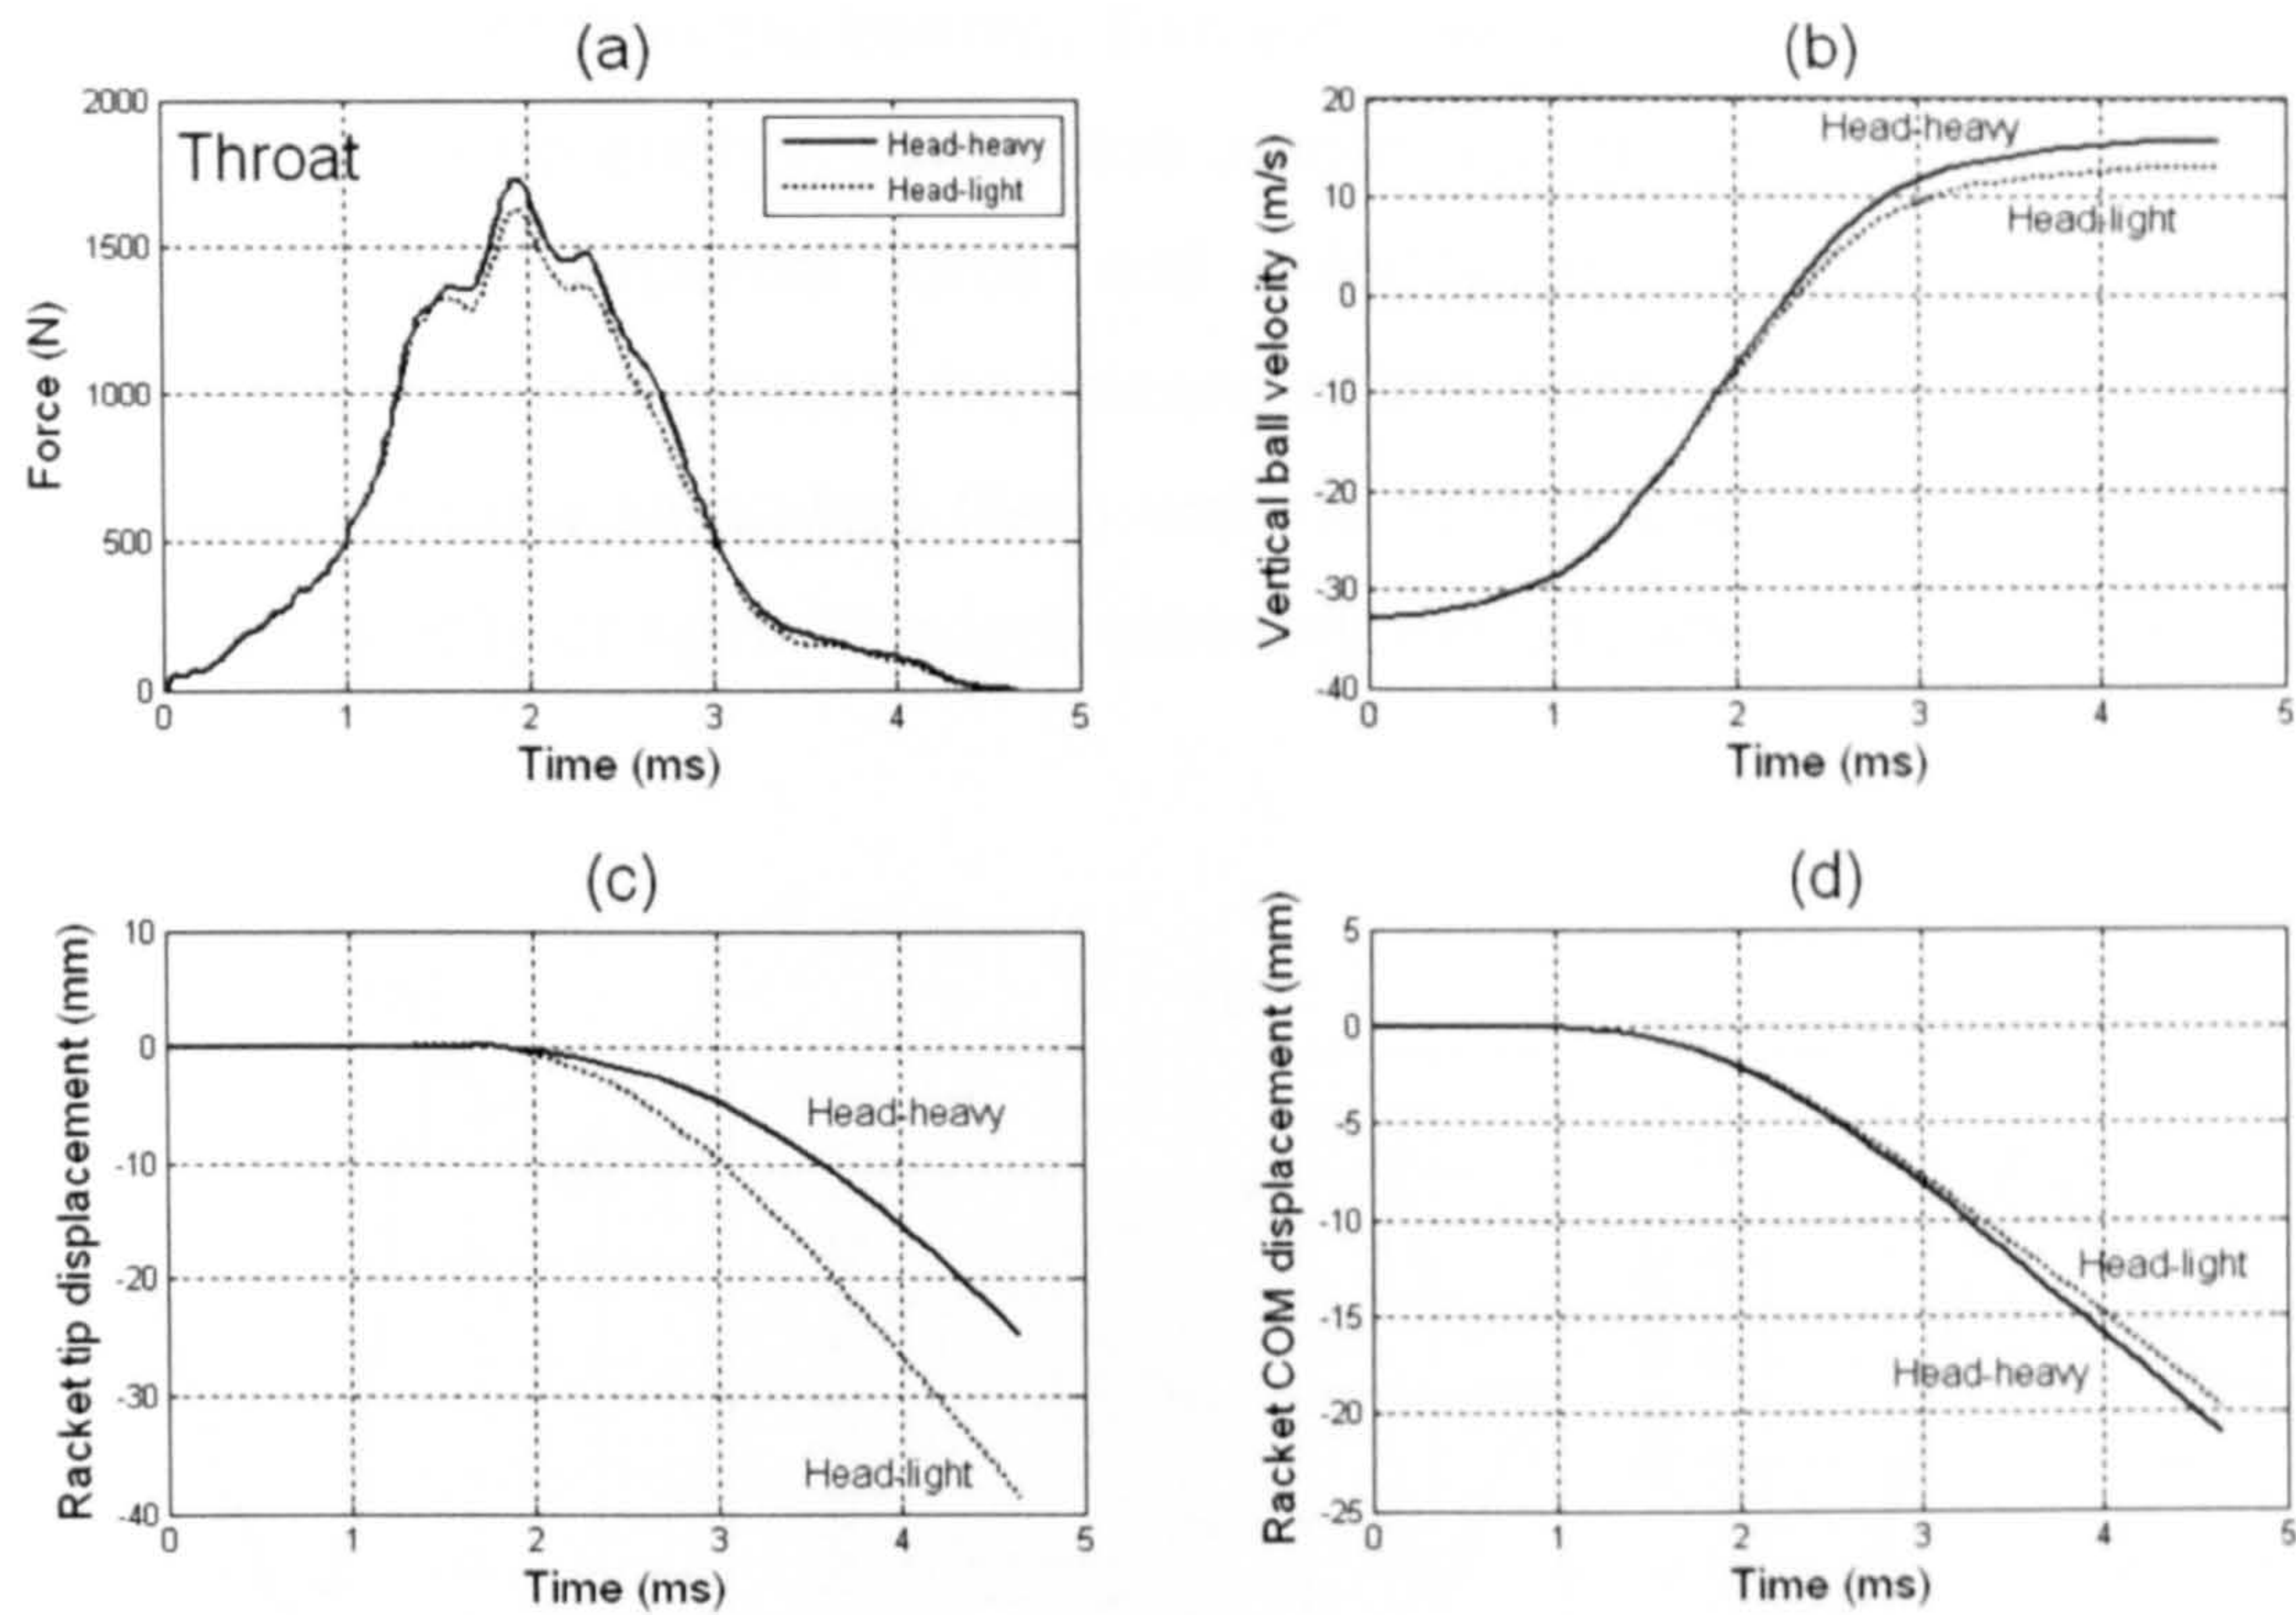 (a)
2000
1500
1000
500
0
Force (N)
Throat
Head-heavy
Head-light
0 1 2 3 4 5
Time (ms)
(b)
20
10
0
-10
-20
-30
-40
Vertical ball velocity (m/s)
Head-heavy
Head-light
0 1 2 3 4 5
Time (ms)
(c)
10
0
-10
-20
-30
-40
Racket tip displacement (mm)
Head-heavy
Head-light
0 1 2 3 4 5
Time (ms)
(d)
5
0
-5
-10
-15
-20
-25
Racket COM displacement (mm)
Head-light
Head-heavy
0 1 2 3 4 5
Time (ms)